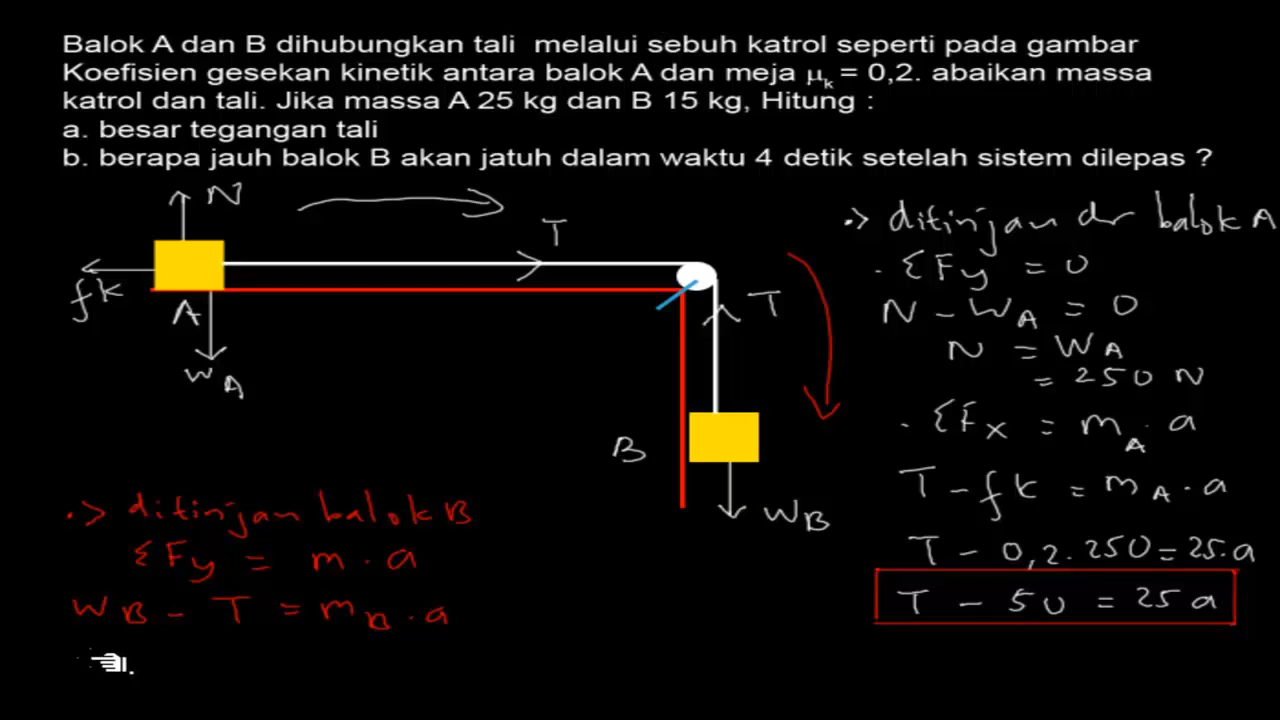 Balok A dan B dihubungkan tali melalui sebuh katrol seperti pada gambar
Koefisien gesekan kinetik antara balok A dan meja μk = 0,2. abaikan massa
katrol dan tali. Jika massa A 25 kg dan B 15 kg, Hitung :
a. besar tegangan tali
b. berapa jauh balok B akan jatuh dalam waktu 4 detik setelah sistem dilepas ?
N
T
fk
A
WA
T
B
WB
•> ditinjau dr balok A
. ΣFy = 0
N - WA = 0
N = WA
= 250 N
. ΣFx = mA . a
T - fk = mA . a
T - 0,2.250 = 25.a
T - 50 = 25a
•> ditinjau balok B
ΣFy = m . a
WB - T = mB . a